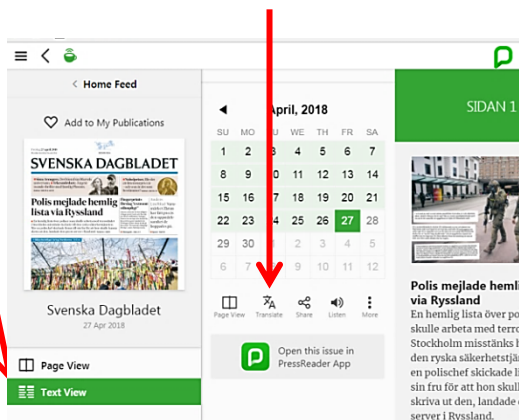 < Home Feed
Add to My Publications
SVENSKA DAGBLADET
Polis mejlade hemlig
lista via Ryssland
Svenska Dagbladet
27 Apr 2018
Page View
Text View
April, 2018
SU MO TU WE TH FR SA
1 2 3 4 5 6 7
8 9 10 11 12 13 14
15 16 17 18 19 20 21
22 23 24 25 26 27 28
29 30 1 2 3 4 5
6 7 9 10 11 12
Page View Translate Share Listen More
Open this issue in
PressReader App
SIDAN 1
Polis mejlade hemli
via Ryssland
En hemlig lista över po
skulle arbeta med terro
Stockholm misstänks h
den ryska säkerhetstjä
en polischef skickade li
sin fru för att hon skull
skriva ut den, landade
server i Ryssland.